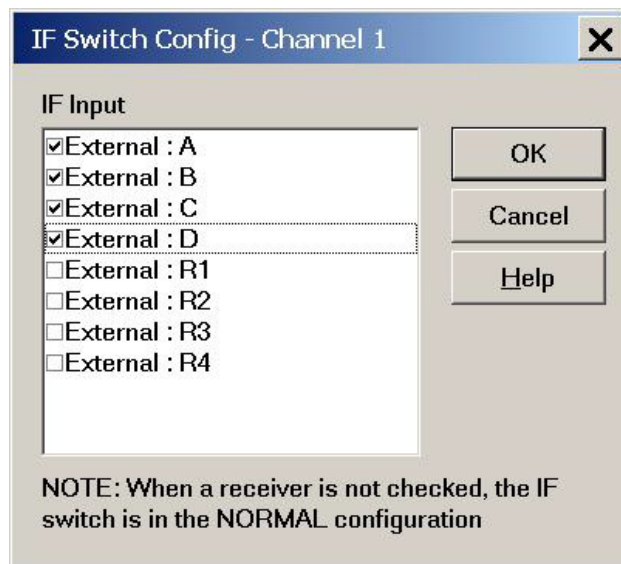 IF Switch Config - Channel 1
IF Input
External : A
External : B
External : C
External : D
External : R1
External : R2
External : R3
External : R4
OK
Cancel
Help
NOTE: When a receiver is not checked, the IF
switch is in the NORMAL configuration